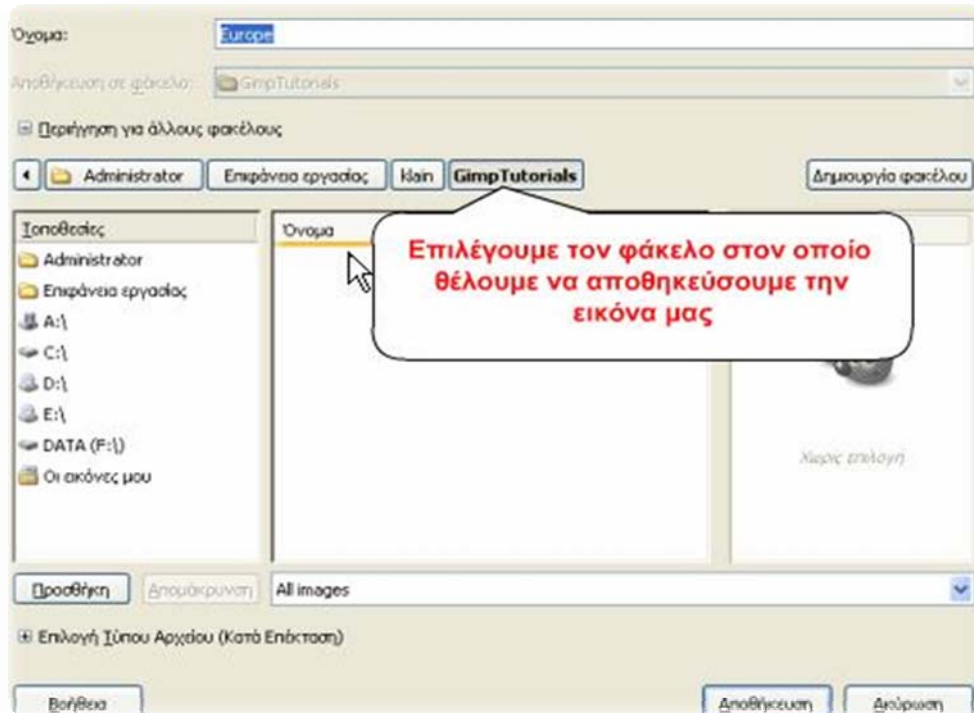 Όνομα: Europe
Αποθήκευση σε φάκελο: GimpTutorials
Περιήγηση για άλλους φακέλους
Administrator Επιφάνεια εργασίας klain GimpTutorials Δημιουργία φακέλου
Τοποθεσίες
Administrator
Επιφάνεια εργασίας
A:\
C:\
D:\
E:\
DATA (F:\)
Οι εικόνες μου
Όνομα
Επιλέγουμε τον φάκελο στον οποίο
θέλουμε να αποθηκεύσουμε την
εικόνα μας
Χωρίς επιλογή
Προσθήκη Απομάκρυνση All images
Επιλογή Τύπου Αρχείου (Κατά Επέκταση)
Βοήθεια Αποθήκευση Ακύρωση